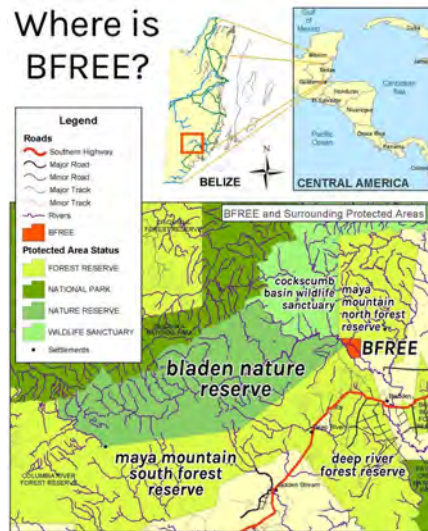 Where is
BFREE?
Gulf
of
Mexico
Mexico
Cuba
Belize
Guatemala
Honduras
El Salvador
Nicaragua
Caribbean
Sea
Costa Rica
Panama
Pacific
Ocean
N
BELIZE
CENTRAL AMERICA
Legend
Roads
Southern Highway
Major Road
Minor Road
Major Track
Minor Track
Rivers
BFREE
Ptotected Area Status
FOREST RESERVE
NATIONAL PARK
NATURE RESERVE
WILDLIFE SANCTUARY
Settlements
BFREE and Surrounding Protected Areas
FOREST RESERVE
cockscumb
basin wildlife
sanctuary
maya
mountain
north forest
reserve
BFREE
bladen nature
reserve
maya mountain
south forest
reserve
deep river
forest reserve
COLUMBIA RIVER
FOREST RESERVE